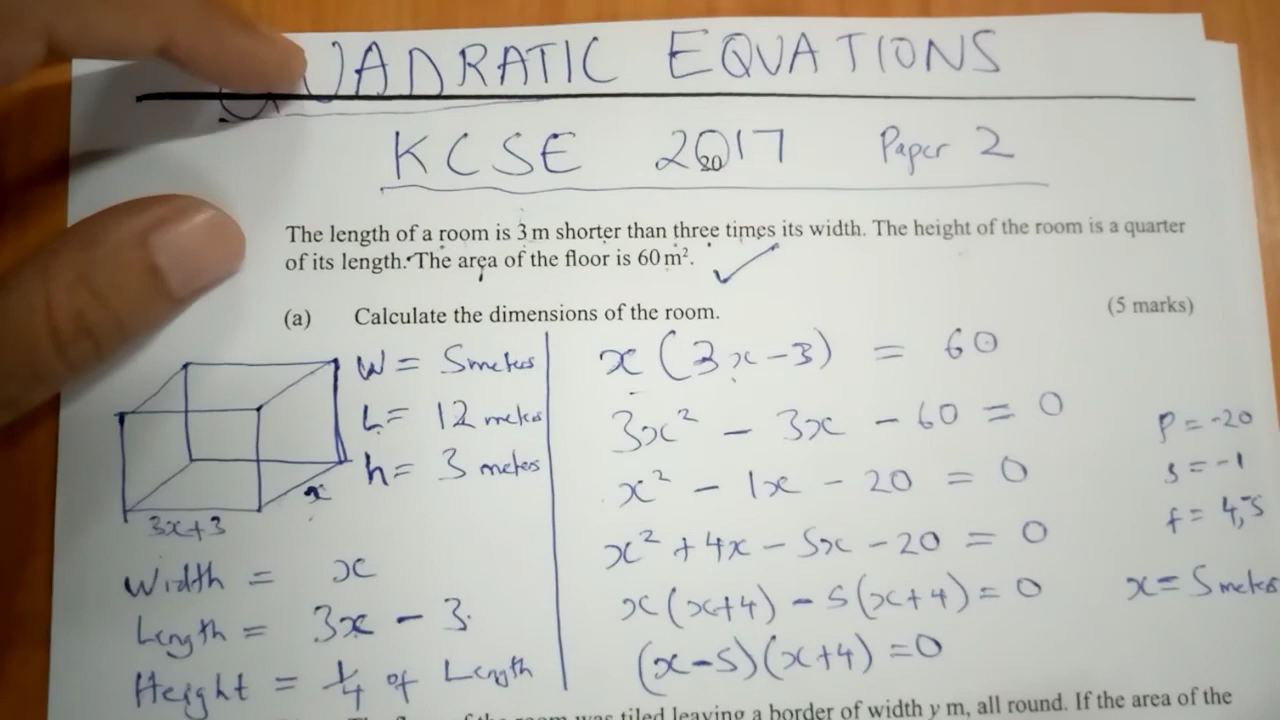 UADRATIC EQUATIONS
KCSE 2017 Paper 2
20
The length of a room is 3 m shorter than three times its width. The height of the room is a quarter
of its length. The area of the floor is 60 m².
(a) Calculate the dimensions of the room. (5 marks)
W = 5meters
L = 12 meters
h = 3 meters
x
3x+3
Width = x
Length = 3x - 3
Height = 1/4 of Length
x(3x-3) = 60
3x² - 3x - 60 = 0
x² - 1x - 20 = 0
x² + 4x - 5x - 20 = 0
x(x+4) - 5(x+4) = 0
(x-5)(x+4) = 0
P = -20
s = -1
f = 4,-5
x = 5 meters
room was tiled leaving a border of width y m, all round. If the area of the